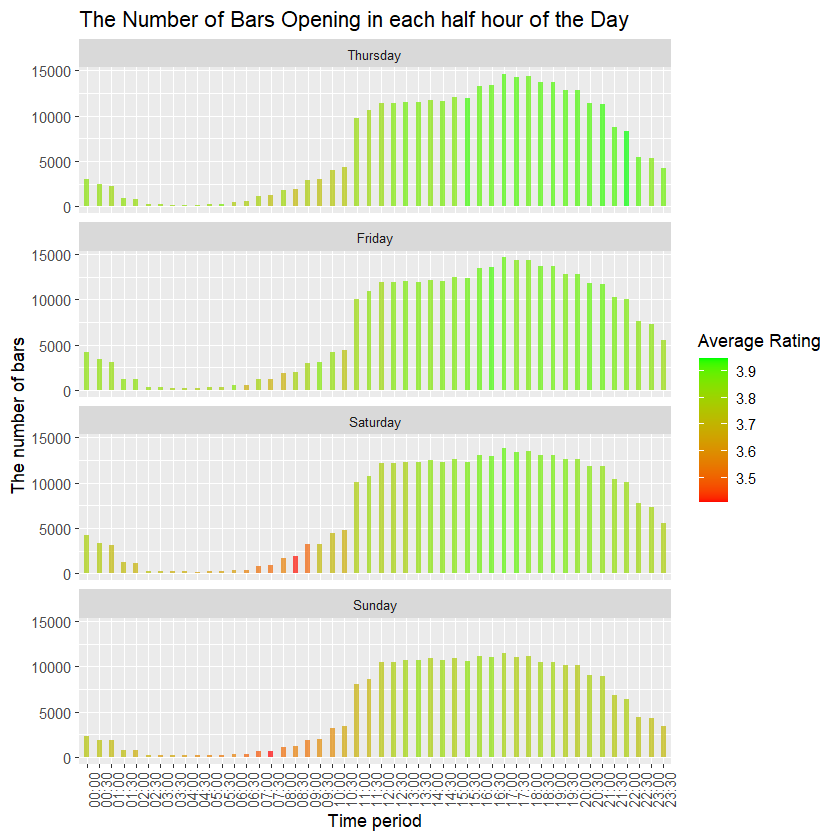 The Number of Bars Opening in each half hour of the Day
Thursday
15000
10000
5000
0
Friday
15000
10000
5000
0
Saturday
15000
10000
5000
0
Sunday
15000
10000
5000
0
The number of bars
00:00 00:30 01:00 01:30 02:00 02:30 03:00 03:30 04:00 04:30 05:00 05:30 06:00 06:30 07:00 07:30 08:00 08:30 09:00 09:30 10:00 10:30 11:00 11:30 12:00 12:30 13:00 13:30 14:00 14:30 15:00 15:30 16:00 16:30 17:00 17:30 18:00 18:30 19:00 19:30 20:00 20:30 21:00 21:30 22:00 22:30 23:00 23:30
Time period
Average Rating
3.9
3.8
3.7
3.6
3.5